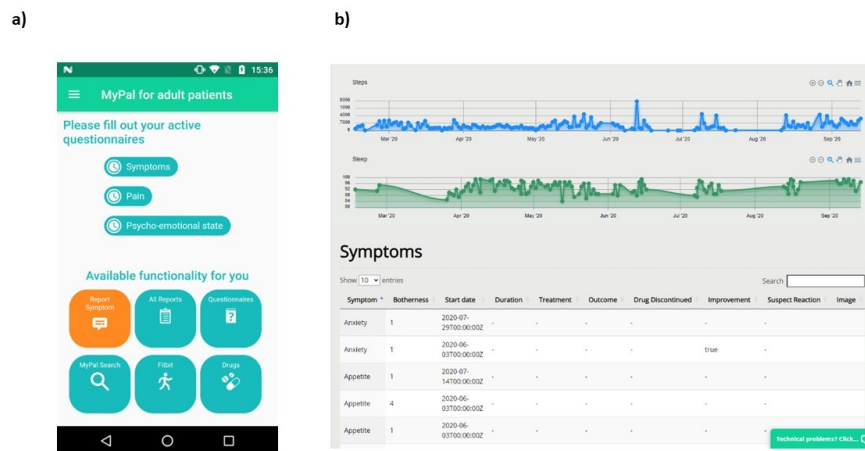 a)
b)
15:36
MyPal for adult patients
Please fill out your active
questionnaires
Symptoms
Pain
Psycho-emotional state
Available functionality for you
Report
Symptom
All Reports
Questionnaires
MyPal Search
Fitbit
Drugs
Steps
Mar '20 Apr '20 May '20 Jun '20 Jul '20 Aug '20 Sep '20
Sleep
Mar '20 Apr '20 May '20 Jun '20 Jul '20 Aug '20 Sep '20
Symptoms
Show 10 entries
Search
Symptom Botherness Start date Duration Treatment Outcome Drug Discontinued Improvement Suspect Reaction Image
Anxiety 1 2020-07-29T00:00:00Z - - - - - -
Anxiety 1 2020-06-03T00:00:00Z - - - - true -
Appetite 1 2020-07-14T00:00:00Z - - - - - -
Appetite 4 2020-06-03T00:00:00Z - - - - - -
Appetite 1 2020-06-03T00:00:00Z - - - - -
Technical problems? Click...